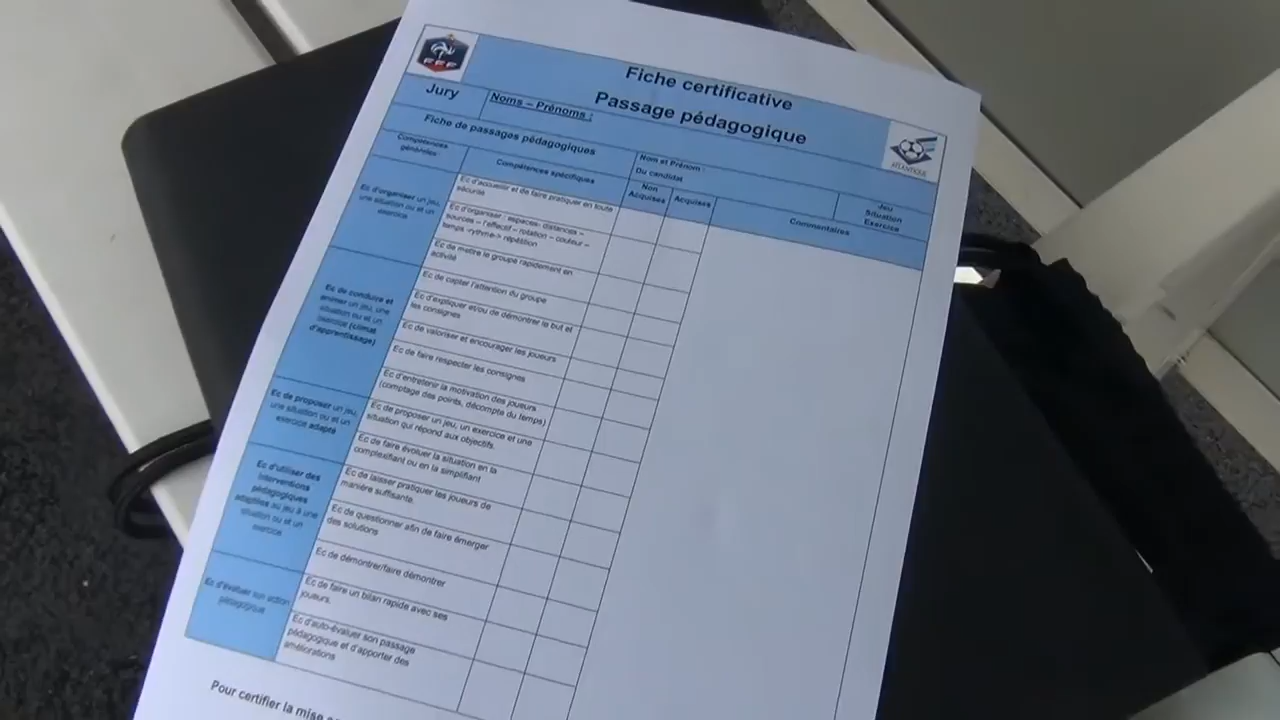 FFF
Fiche certificative
Passage pédagogique
Jury
Noms – Prénoms :
ATLANTIQUE
Fiche de passages pédagogiques
Nom et Prénom :
Du candidat
Compétences
générales :
Compétences spécifiques
Non
Acquises
Acquises
Commentaires
Jeu
Situation
Exercice
Ec d'organiser un jeu,
une situation ou et un
exercice
Ec d'accueillir et de faire pratiquer en toute
sécurité
Ec d'organiser : espaces- distances –
sources – l'effectif – rotation – couleur –
temps -rythme-> répétition
Ec de mettre le groupe rapidement en
activité
Ec de conduire et
animer un jeu, une
situation ou et un
exercice (climat
d'apprentissage)
Ec de capter l'attention du groupe
Ec d'expliquer et/ou de démontrer le but et
les consignes
Ec de valoriser et encourager les joueurs
Ec de faire respecter les consignes
Ec d'entretenir la motivation des joueurs
(comptage des points, décompte du temps)
Ec de proposer un jeu,
une situation ou et un
exercice adapté
Ec de proposer un jeu, un exercice et une
situation qui répond aux objectifs.
Ec de faire évoluer la situation en la
complexifiant ou en la simplifiant
Ec d'utiliser des
interventions
pédagogiques
adaptées au jeu à une
situation ou et un
exercice
Ec de laisser pratiquer les joueurs de
manière suffisante.
Ec de questionner afin de faire émerger
des solutions
Ec de démontrer/faire démontrer
Ec d'évaluer son action
pédagogique
Ec de faire un bilan rapide avec ses
joueurs.
Ec d'auto-évaluer son passage
pédagogique et d'apporter des
améliorations
Pour certifier la mise